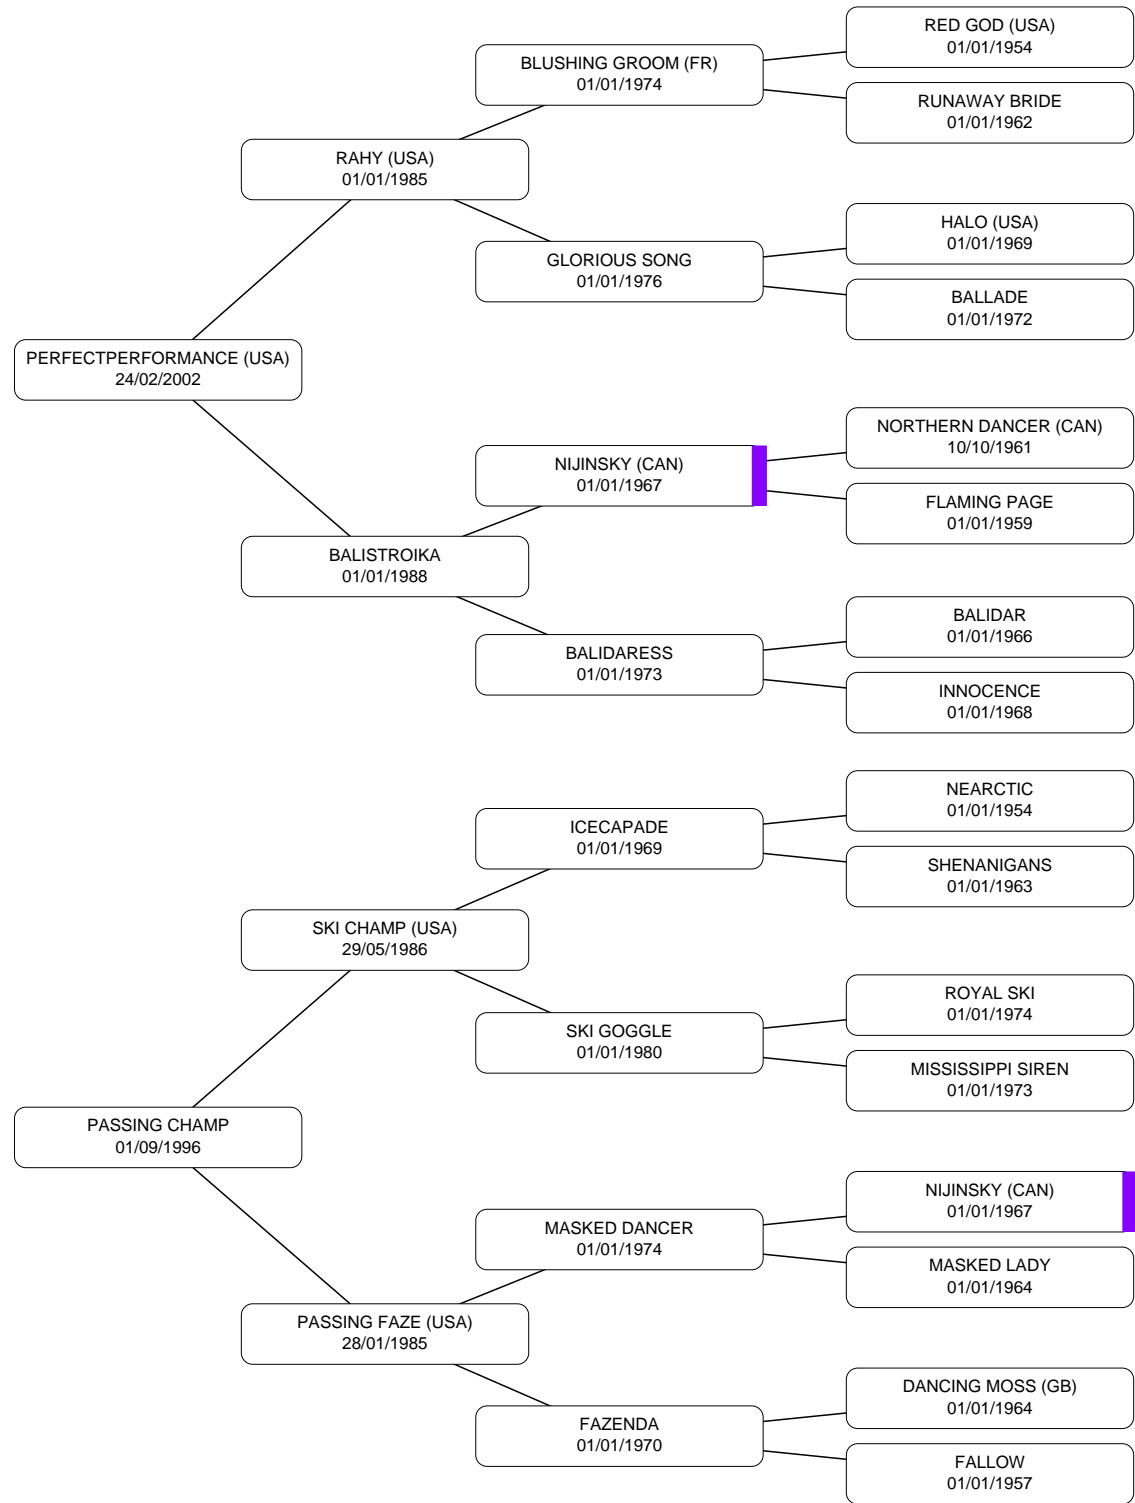 RED GOD (USA)
01/01/1954
BLUSHING GROOM (FR)
01/01/1974
RUNAWAY BRIDE
01/01/1962
RAHY (USA)
01/01/1985
HALO (USA)
01/01/1969
GLORIOUS SONG
01/01/1976
BALLADE
01/01/1972
PERFECTPERFORMANCE (USA)
24/02/2002
NORTHERN DANCER (CAN)
10/10/1961
NIJINSKY (CAN)
01/01/1967
FLAMING PAGE
01/01/1959
BALISTROIKA
01/01/1988
BALIDAR
01/01/1966
BALIDARESS
01/01/1973
INNOCENCE
01/01/1968
NEARCTIC
01/01/1954
ICECAPADE
01/01/1969
SHENANIGANS
01/01/1963
SKI CHAMP (USA)
29/05/1986
ROYAL SKI
01/01/1974
SKI GOGGLE
01/01/1980
MISSISSIPPI SIREN
01/01/1973
PASSING CHAMP
01/09/1996
NIJINSKY (CAN)
01/01/1967
MASKED DANCER
01/01/1974
MASKED LADY
01/01/1964
PASSING FAZE (USA)
28/01/1985
DANCING MOSS (GB)
01/01/1964
FAZENDA
01/01/1970
FALLOW
01/01/1957